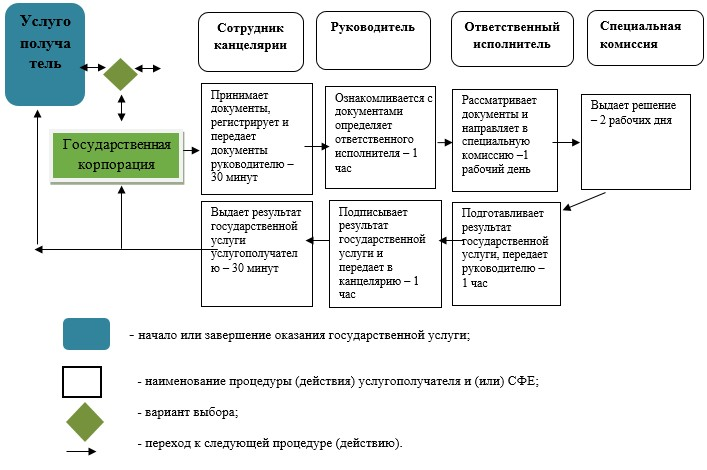 Услуго
получа
тель
Сотрудник
канцелярии
Руководитель
Ответственный
исполнитель
Специальная
комиссия
Государственная
корпорация
Принимает
документы,
регистрирует и
передает
документы
руководителю –
30 минут
Ознакомливается с
документами
определяет
ответственного
исполнителя – 1
час
Рассматривает
документы и
направляет в
специальную
комиссию –1
рабочий день
Выдает решение
– 2 рабочих дня
Выдает результат
государственной
услуги
услугополучател
ю – 30 минут
Подписывает
результат
государственной
услуги и
передает в
канцелярию – 1
час
Подготавливает
результат
государственной
услуги, передает
руководителю –
1 час
- начало или завершение оказания государственной услуги;
- наименование процедуры (действия) услугополучателя и (или) СФЕ;
- вариант выбора;
- переход к следующей процедуре (действию).